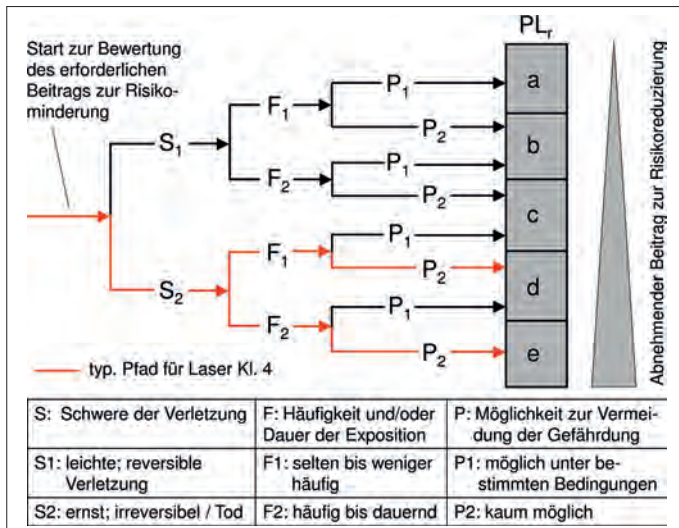 PLr
Start zur Bewertung
des erforderlichen
Beitrags zur Risiko-
minderung
S1
F1
P1
a
P2
b
F2
P1
P2
c
S2
F1
P1
P2
d
F2
P1
P2
e
Abnehmender Beitrag zur Risikoreduzierung
typ. Pfad für Laser Kl. 4
S: Schwere der Verletzung
F: Häufigkeit und/oder
Dauer der Exposition
P: Möglichkeit zur Vermei-
dung der Gefährdung
S1: leichte; reversible
Verletzung
F1: selten bis weniger
häufig
P1: möglich unter be-
stimmten Bedingungen
S2: ernst; irreversibel / Tod
F2: häufig bis dauernd
P2: kaum möglich